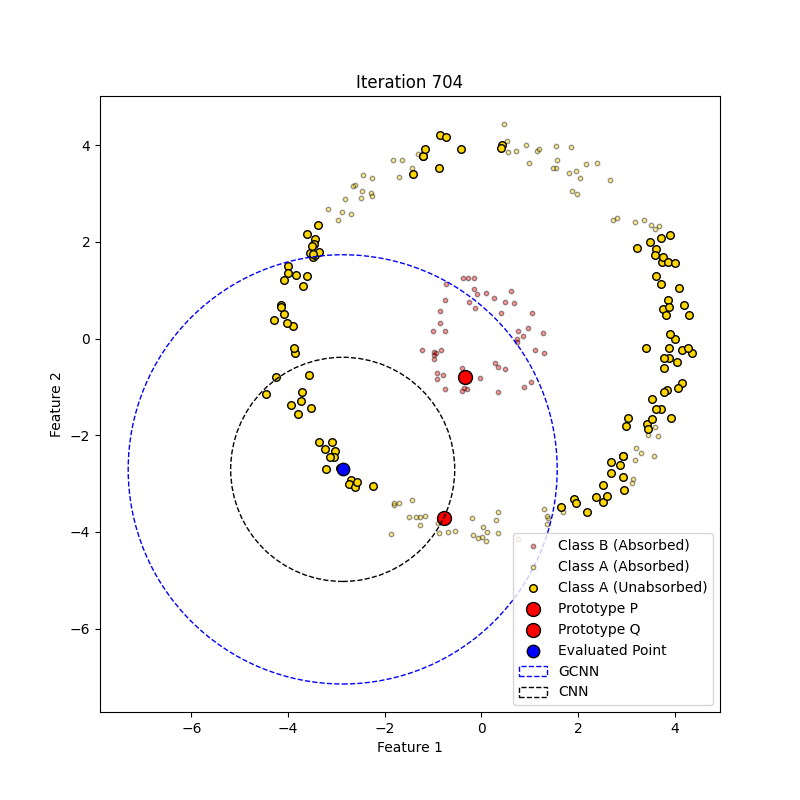 Iteration 704
Feature 2
4
2
0
−2
−4
−6
−6
−4
−2
0
2
4
Feature 1
Class B (Absorbed)
Class A (Absorbed)
Class A (Unabsorbed)
Prototype P
Prototype Q
Evaluated Point
GCNN
CNN